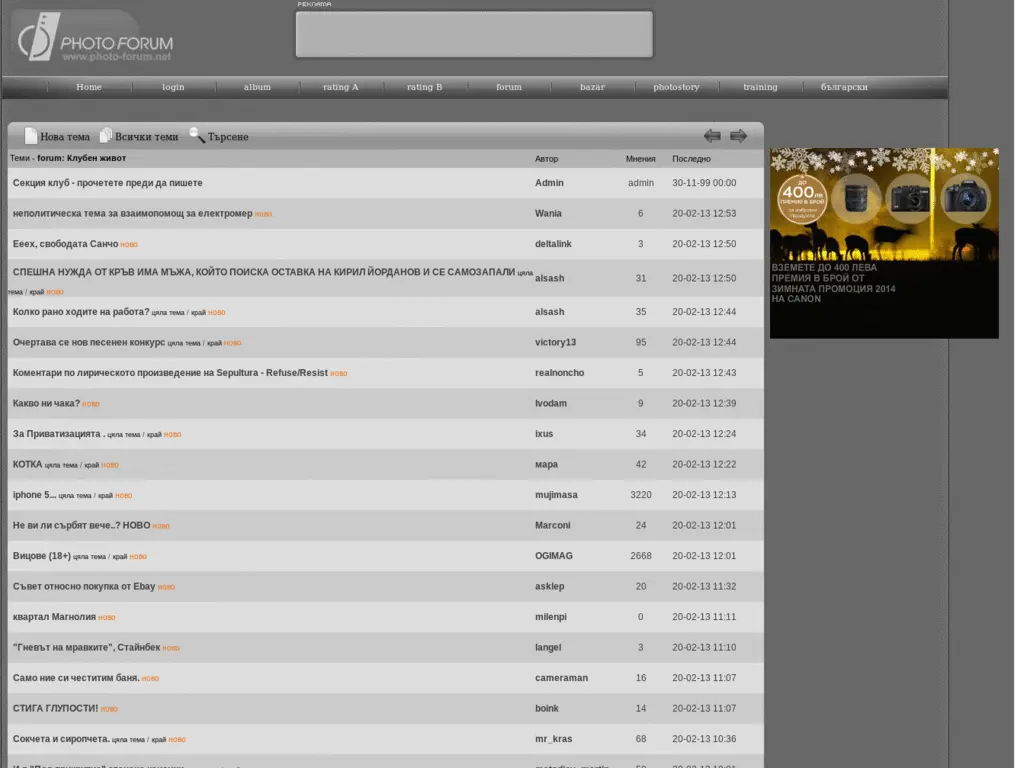 РЕКЛАМА
PHOTO FORUM
www.photo-forum.net
Home login album rating A rating B forum bazar photostory training български
Нова тема Всички теми Търсене
Теми - forum: Клубен живот Автор Мнения Последно
Секция клуб - прочетете преди да пишете Admin admin 30-11-99 00:00
неполитическа тема за взаимопомощ за електромер НОВО Wania 6 20-02-13 12:53
Ееех, свободата Санчо НОВО deltalink 3 20-02-13 12:50
СПЕШНА НУЖДА ОТ КРЪВ ИМА МЪЖА, КОЙТО ПОИСКА ОСТАВКА НА КИРИЛ ЙОРДАНОВ И СЕ САМОЗАПАЛИ цяла
тема / край НОВО alsash 31 20-02-13 12:50
Колко рано ходите на работа? цяла тема / край НОВО alsash 35 20-02-13 12:44
Очертава се нов песенен конкурс цяла тема / край НОВО victory13 95 20-02-13 12:44
Коментари по лирическото произведение на Sepultura - Refuse/Resist НОВО realnoncho 5 20-02-13 12:43
Какво ни чака? НОВО lvodam 9 20-02-13 12:39
За Приватизацията . цяла тема / край НОВО ixus 34 20-02-13 12:24
КОТКА цяла тема / край НОВО мара 42 20-02-13 12:22
iphone 5... цяла тема / край НОВО mujimasa 3220 20-02-13 12:13
Не ви ли сърбят вече..? НОВО НОВО Marconi 24 20-02-13 12:01
Вицове (18+) цяла тема / край НОВО OGIMAG 2668 20-02-13 12:01
Съвет относно покупка от Ebay НОВО asklep 20 20-02-13 11:32
квартал Магнолия НОВО milenpi 0 20-02-13 11:11
"Гневът на мравките", Стайнбек НОВО langel 3 20-02-13 11:10
Само ние си честитим баня. НОВО cameraman 16 20-02-13 11:07
СТИГА ГЛУПОСТИ! НОВО boink 14 20-02-13 11:07
Сокчета и сиропчета. цяла тема / край НОВО mr_kras 68 20-02-13 10:36
ДО
400лв
ПРЕМИЯ В БРОЙ
ВЗЕМЕТЕ ДО 400 ЛЕВА
ПРЕМИЯ В БРОЙ ОТ
ЗИМНАТА ПРОМОЦИЯ 2014
НА CANON